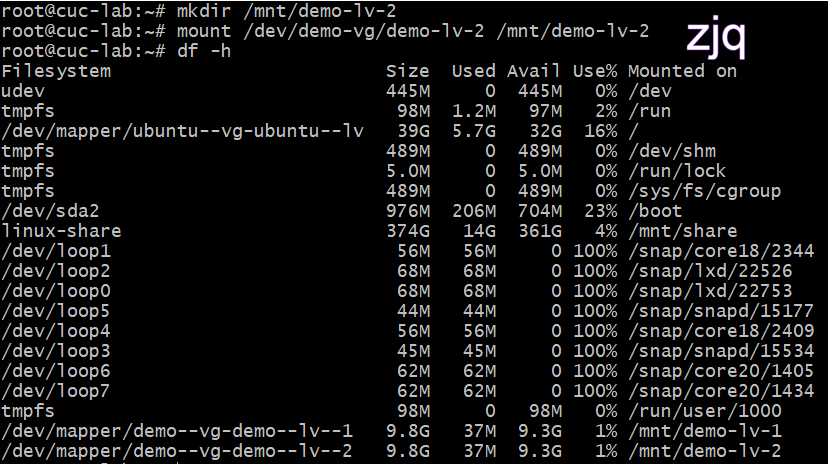 root@cuc-lab:~# mkdir /mnt/demo-lv-2
root@cuc-lab:~# mount /dev/demo-vg/demo-lv-2 /mnt/demo-lv-2
zjq
root@cuc-lab:~# df -h
Filesystem Size Used Avail Use% Mounted on
udev 445M 0 445M 0% /dev
tmpfs 98M 1.2M 97M 2% /run
/dev/mapper/ubuntu--vg-ubuntu--lv 39G 5.7G 32G 16% /
tmpfs 489M 0 489M 0% /dev/shm
tmpfs 5.0M 0 5.0M 0% /run/lock
tmpfs 489M 0 489M 0% /sys/fs/cgroup
/dev/sda2 976M 206M 704M 23% /boot
linux-share 374G 14G 361G 4% /mnt/share
/dev/loop1 56M 56M 0 100% /snap/core18/2344
/dev/loop2 68M 68M 0 100% /snap/lxd/22526
/dev/loop0 68M 68M 0 100% /snap/lxd/22753
/dev/loop5 44M 44M 0 100% /snap/snapd/15177
/dev/loop4 56M 56M 0 100% /snap/core18/2409
/dev/loop3 45M 45M 0 100% /snap/snapd/15534
/dev/loop6 62M 62M 0 100% /snap/core20/1405
/dev/loop7 62M 62M 0 100% /snap/core20/1434
tmpfs 98M 0 98M 0% /run/user/1000
/dev/mapper/demo--vg-demo--lv--1 9.8G 37M 9.3G 1% /mnt/demo-lv-1
/dev/mapper/demo--vg-demo--lv--2 9.8G 37M 9.3G 1% /mnt/demo-lv-2